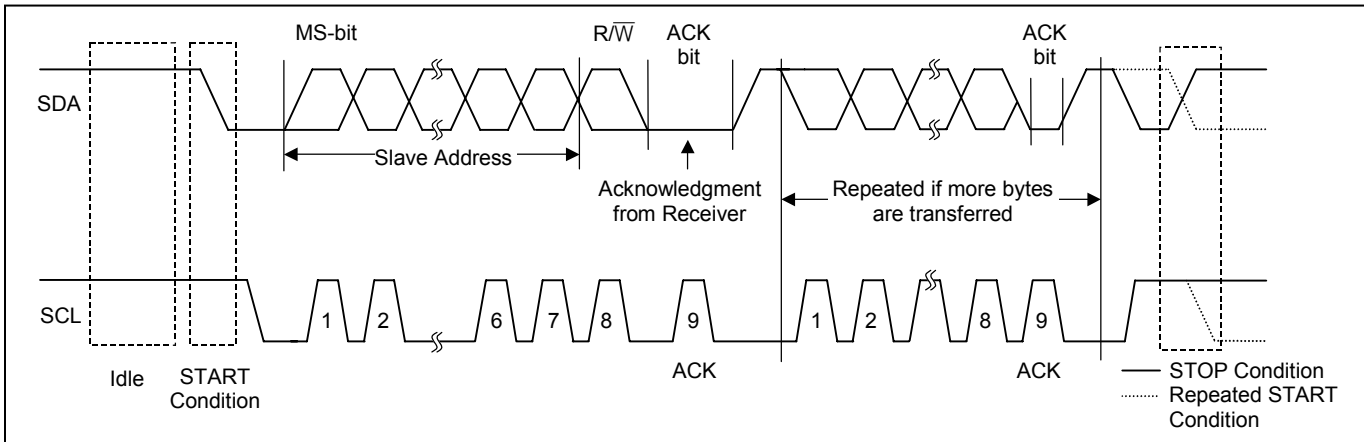 MS-bit
R/W̅
ACK
bit
ACK
bit
SDA
Slave Address
Acknowledgment
from Receiver
Repeated if more bytes
are transferred
SCL
1
2
6
7
8
9
1
2
8
9
Idle
START
Condition
ACK
ACK
STOP Condition
Repeated START
Condition